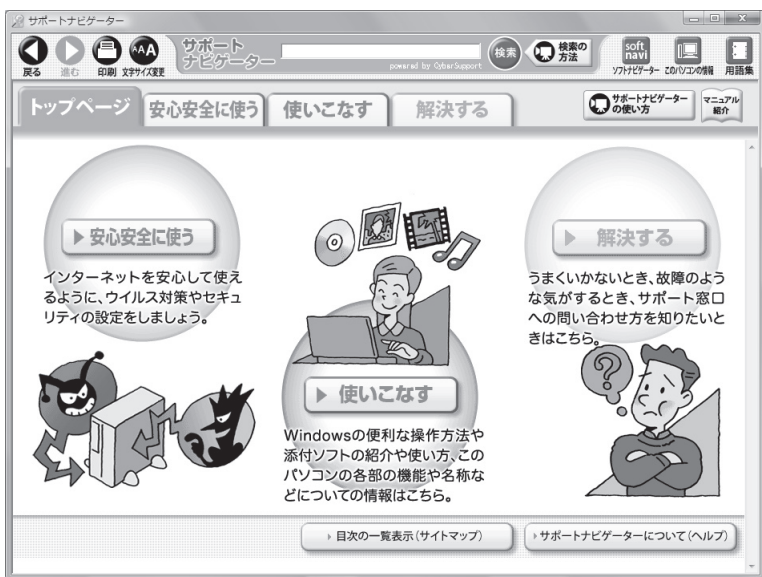 サポートナビゲーター
戻る
進む
印刷
AAA
文字サイズ変更
サポート
ナビゲーター
powered by CyberSupport
検索
検索の
方法
soft
navi
ソフトナビゲーター
このパソコンの情報
用語集
トップページ
安心安全に使う
使いこなす
解決する
サポートナビゲーター
の使い方
マニュアル
紹介
安心安全に使う
インターネットを安心して使え
るように、ウイルス対策やセキュ
リティの設定をしましょう。
使いこなす
Windowsの便利な操作方法や
添付ソフトの紹介や使い方、この
パソコンの各部の機能や名称な
どについての情報はこちら。
解決する
うまくいかないとき、故障のよう
な気がするとき、サポート窓口
への問い合わせ方を知りたいと
きはこちら。
?
目次の一覧表示(サイトマップ)
サポートナビゲーターについて(ヘルプ)